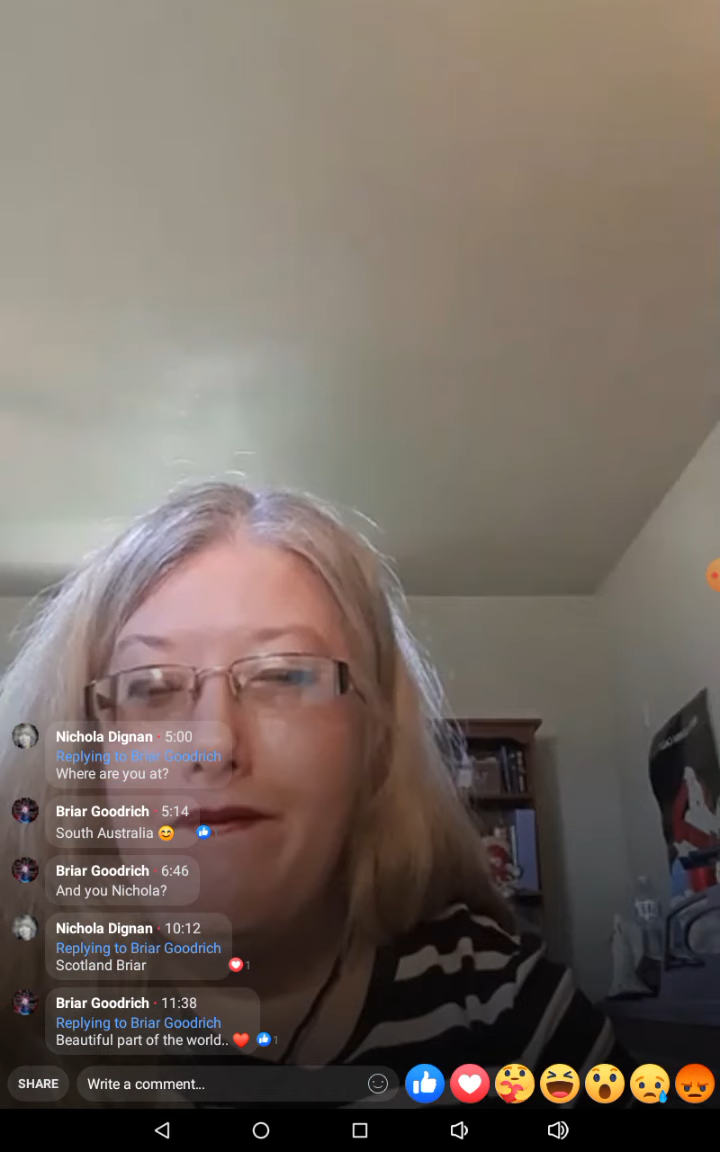 Nichola Dignan · 5:00
Replying to Briar Goodrich
Where are you at?
Briar Goodrich · 5:14
South Australia 😊
Briar Goodrich · 6:46
And you Nichola?
Nichola Dignan · 10:12
Replying to Briar Goodrich
Scotland Briar
1
Briar Goodrich · 11:38
Replying to Briar Goodrich
Beautiful part of the world.. ❤️
1
SHARE
Write a comment...